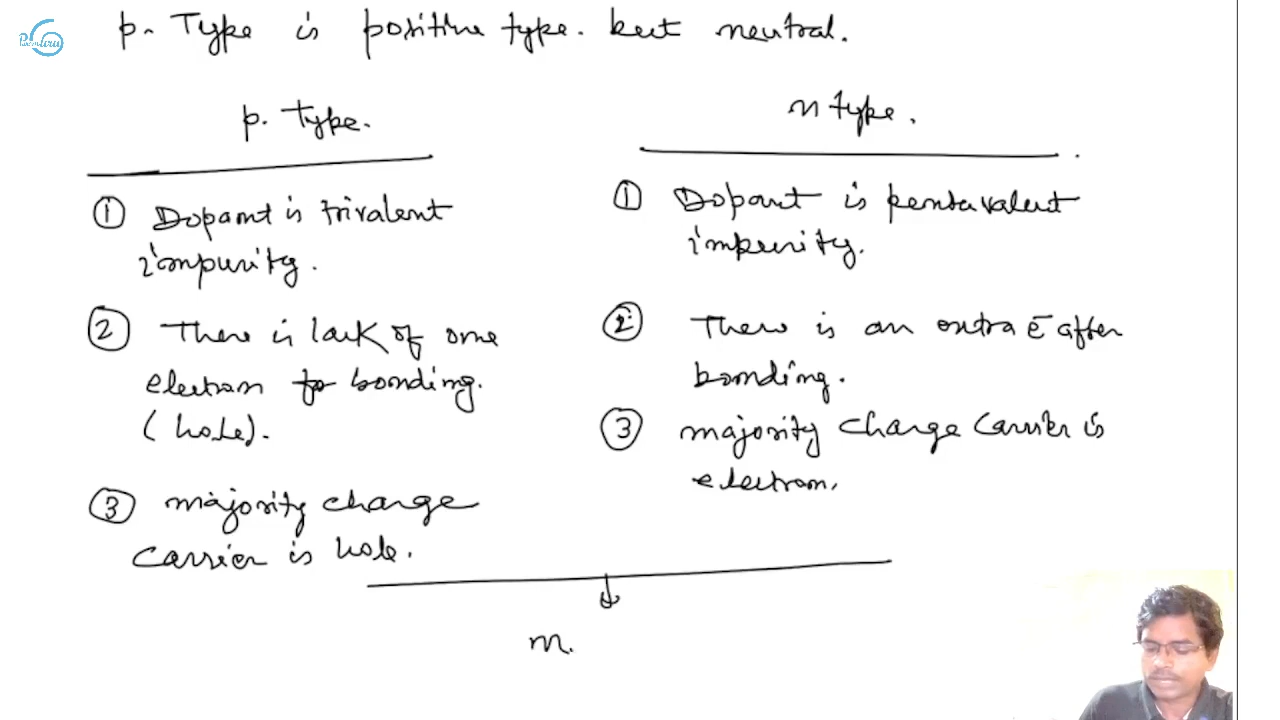 p. Type is positive type. but neutral.
p. Type.
① Dopant is trivalent
impurity.
② There is lack of one
electron to bonding.
(hole).
③ majority charge
carrier is hole.
n type.
① Dopant is pentavalent
impurity.
② There is an extra ē after
bonding.
③ majority charge carrier is
electron.
m.